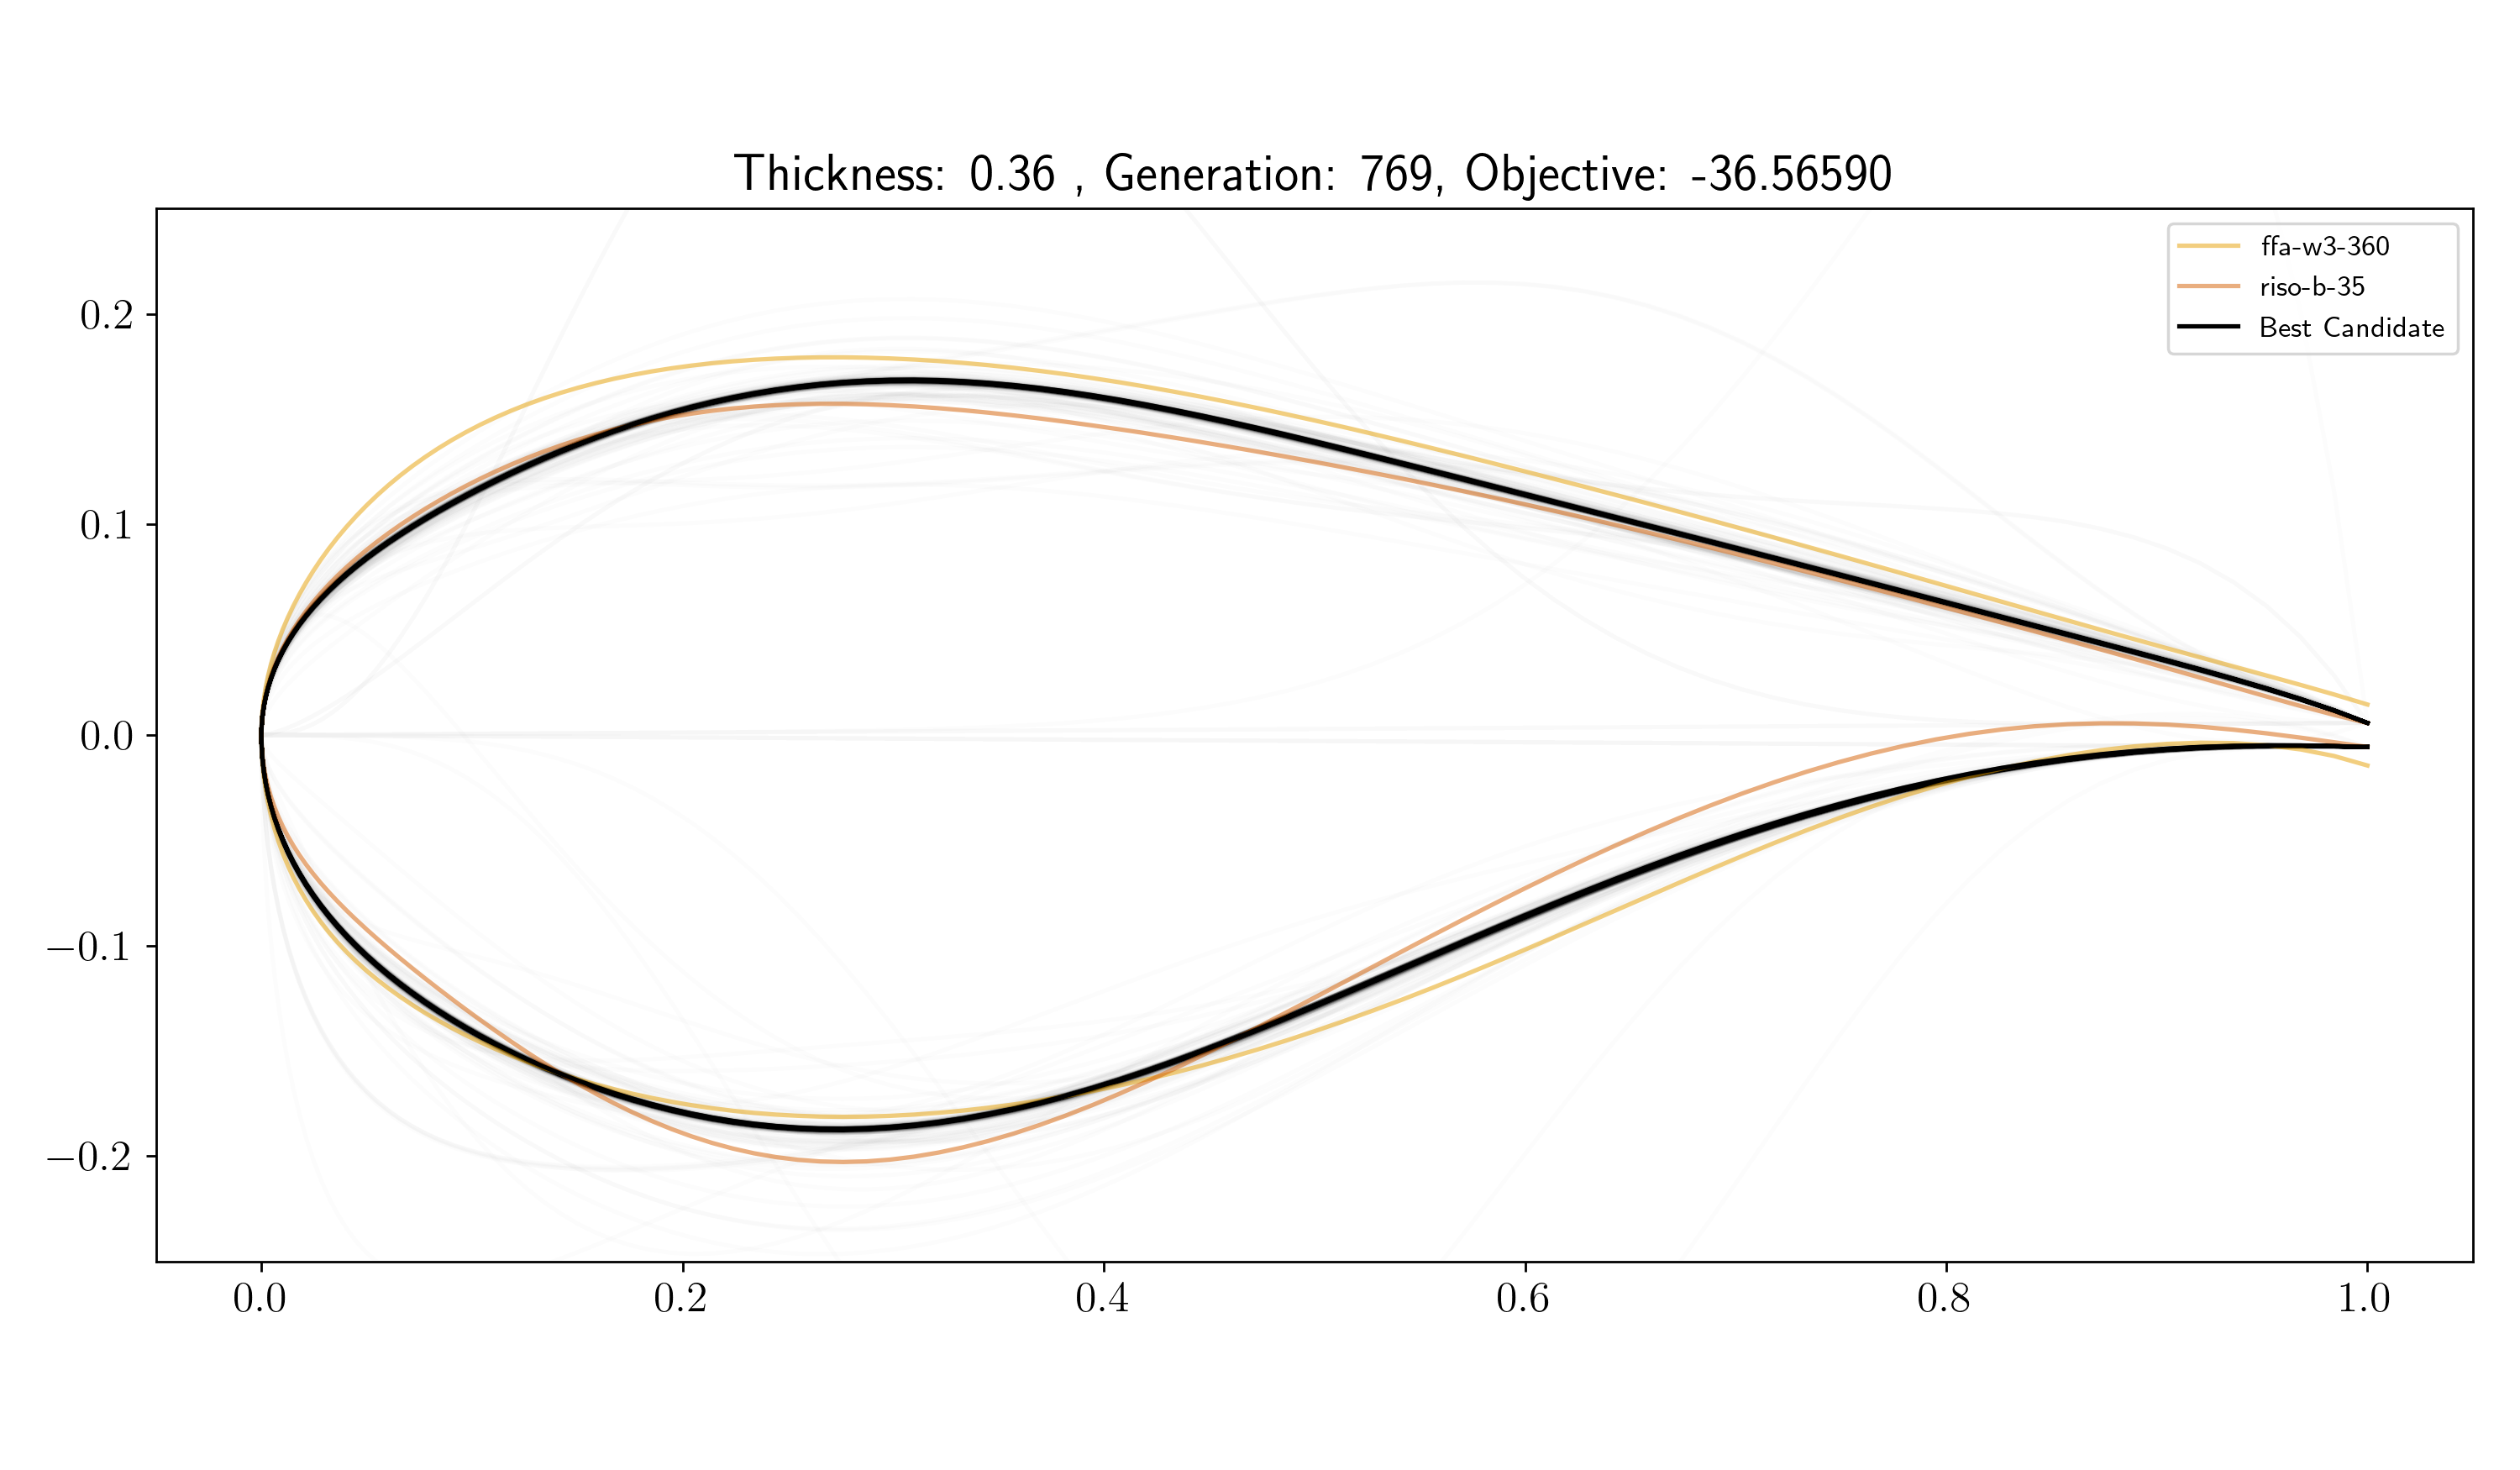 Thickness: 0.36 , Generation: 769, Objective: -36.56590
ffa-w3-360
riso-b-35
Best Candidate
0.2
0.1
0.0
−0.1
−0.2
0.0 0.2 0.4 0.6 0.8 1.0